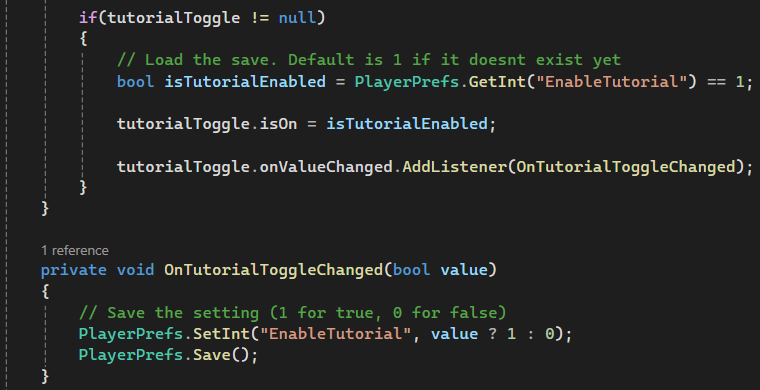 if(tutorialToggle != null)
{
// Load the save. Default is 1 if it doesnt exist yet
bool isTutorialEnabled = PlayerPrefs.GetInt("EnableTutorial") == 1;
tutorialToggle.isOn = isTutorialEnabled;
tutorialToggle.onValueChanged.AddListener(OnTutorialToggleChanged);
}
}
1 reference
private void OnTutorialToggleChanged(bool value)
{
// Save the setting (1 for true, 0 for false)
PlayerPrefs.SetInt("EnableTutorial", value ? 1 : 0);
PlayerPrefs.Save();
}